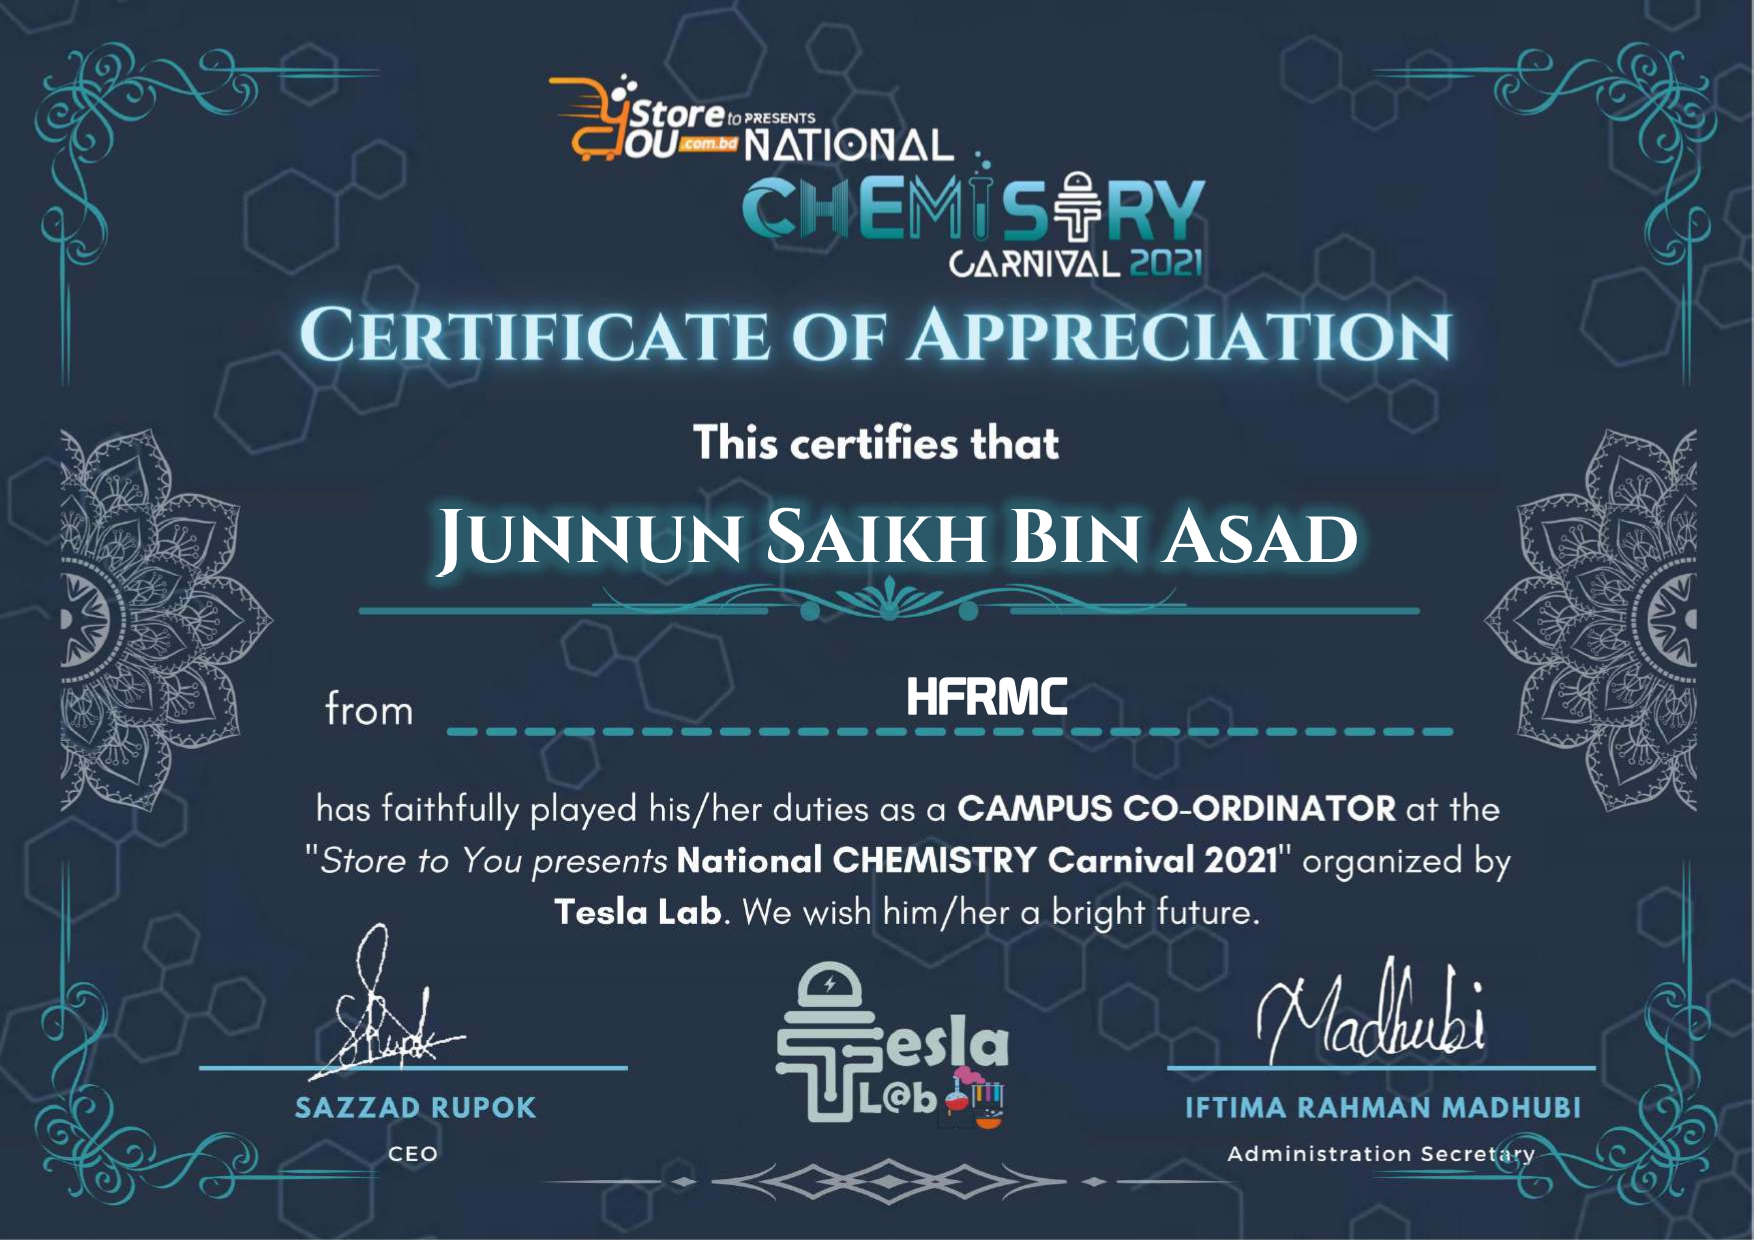 Store to PRESENTS
YOU .com.bd NATIONAL
CHEMISTRY
CARNIVAL 2021
CERTIFICATE OF APPRECIATION
This certifies that
JUNNUN SAIKH BIN ASAD
from HFRMC
has faithfully played his/her duties as a CAMPUS CO-ORDINATOR at the
"Store to You presents National CHEMISTRY Carnival 2021" organized by
Tesla Lab. We wish him/her a bright future.
Rupok
Madhubi
Tesla
L@b
SAZZAD RUPOK
IFTIMA RAHMAN MADHUBI
CEO
Administration Secretary